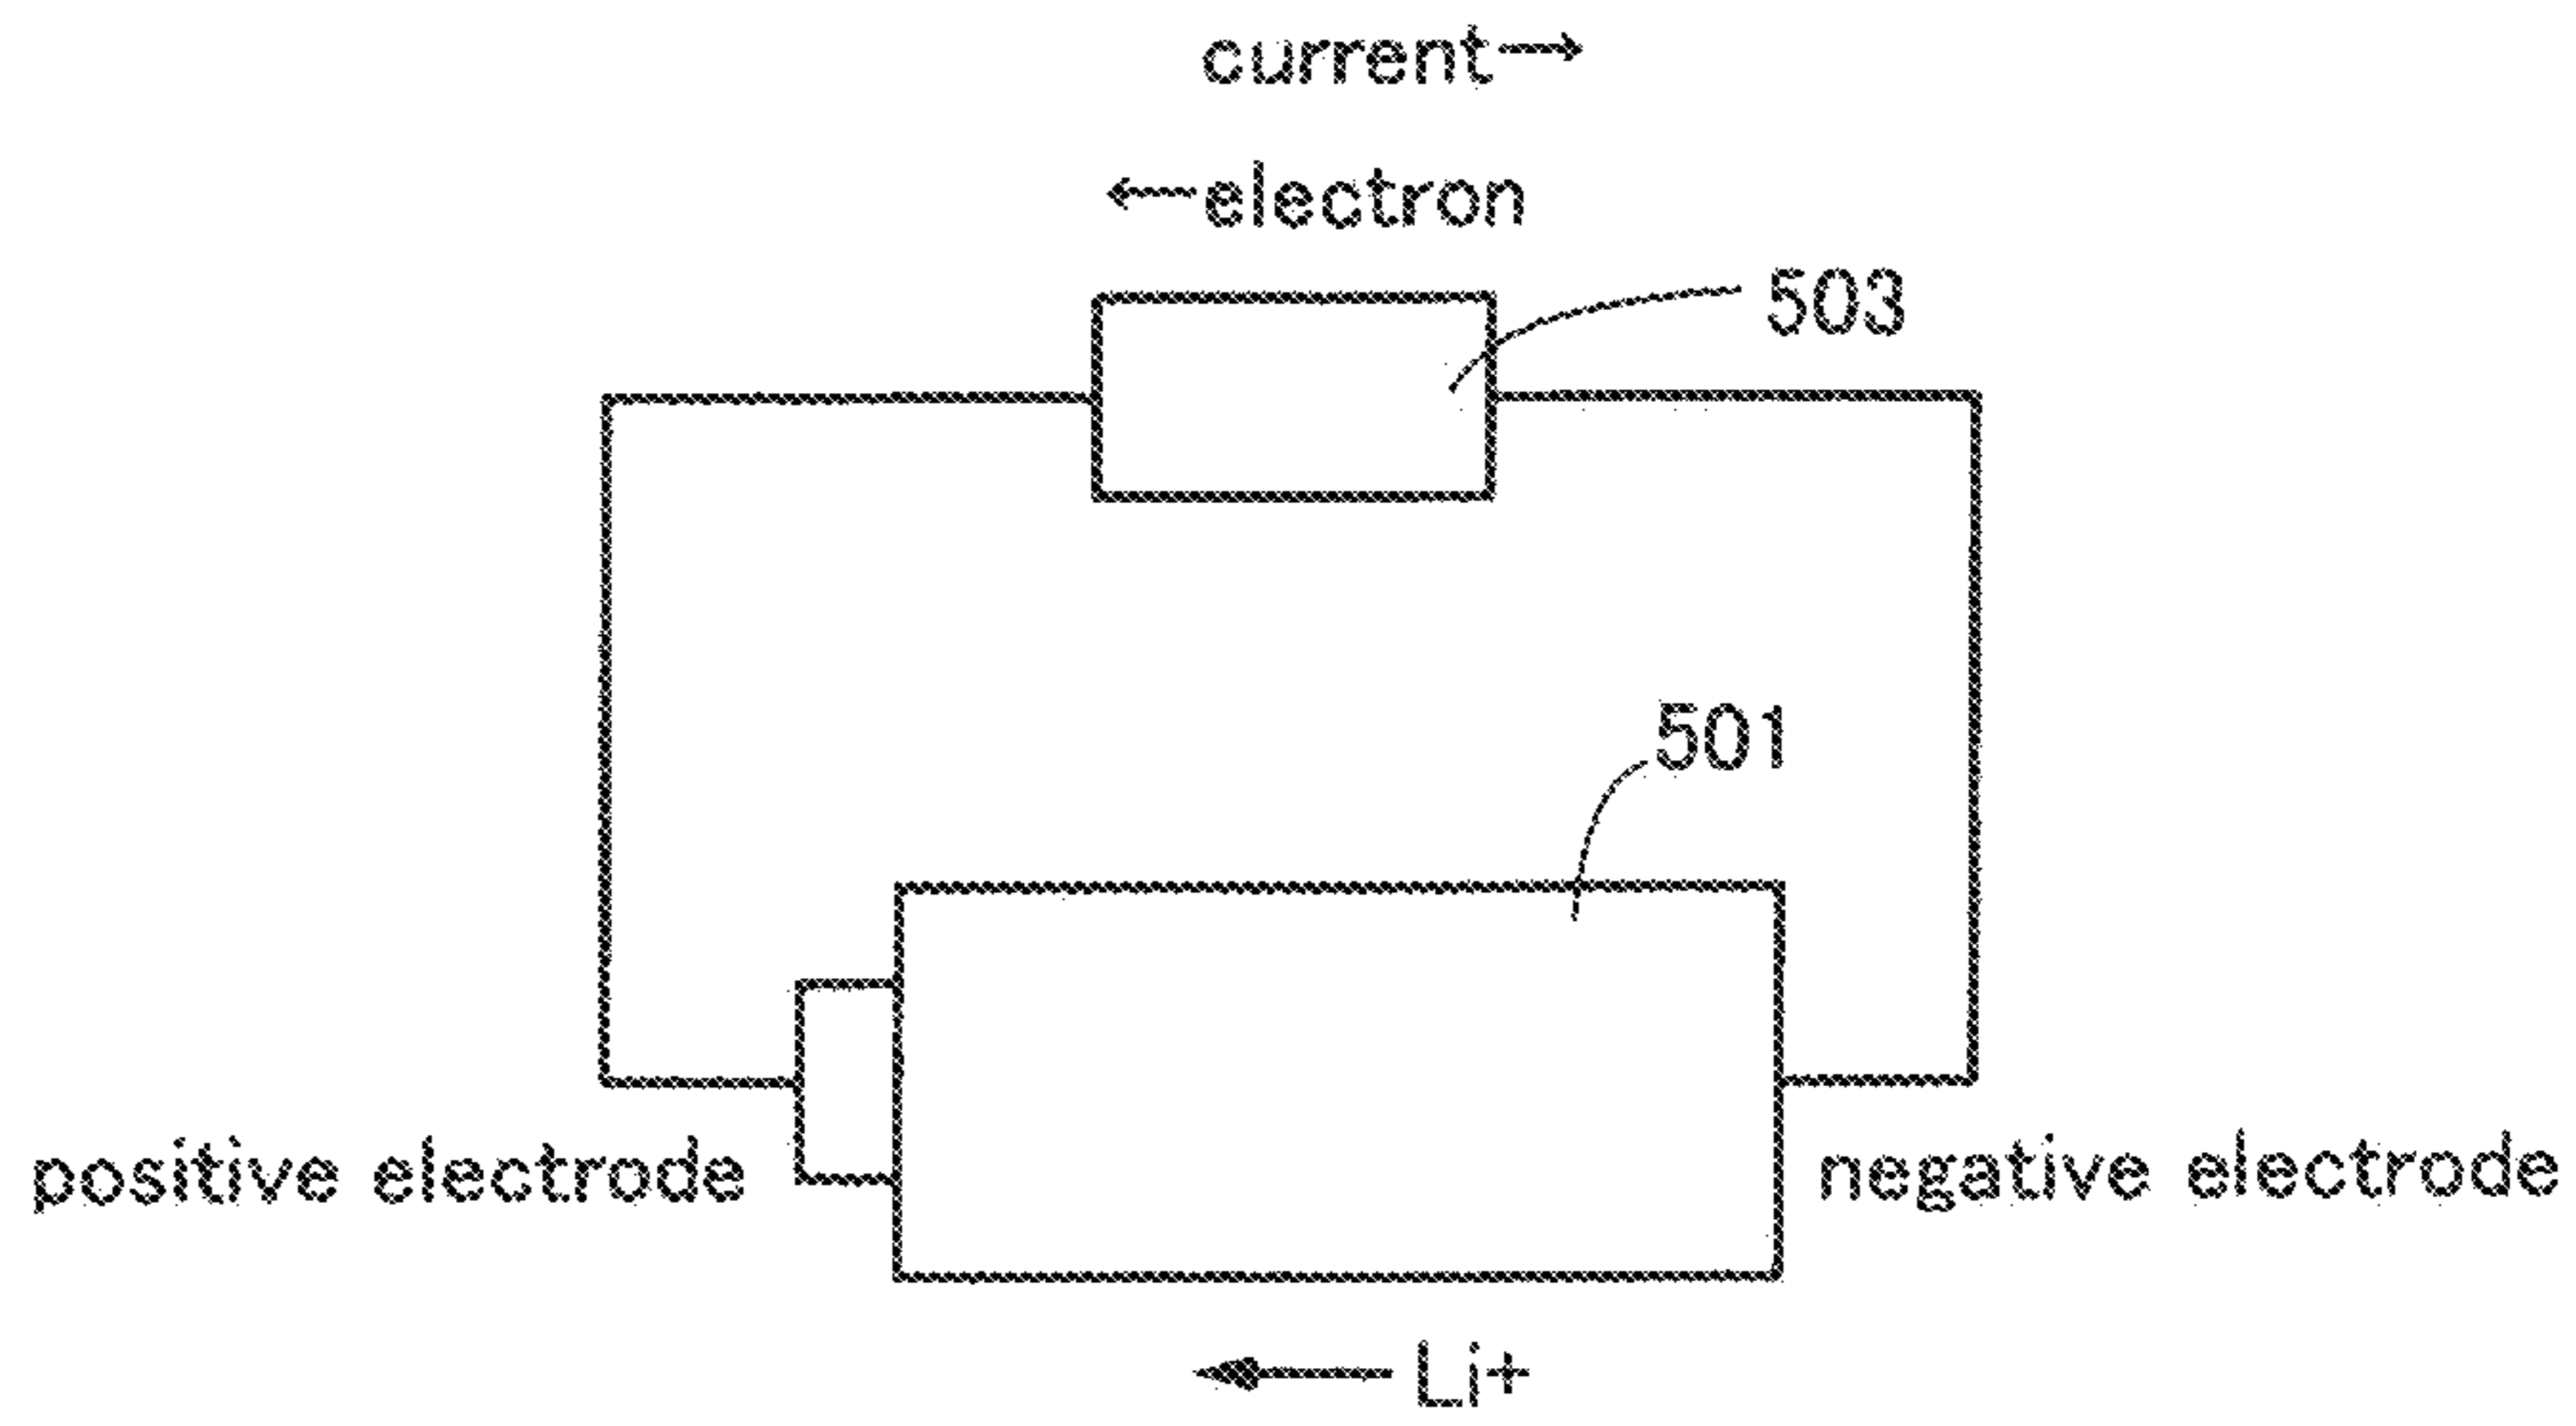 current→
←electron
503
501
positive electrode
negative electrode
← Li+